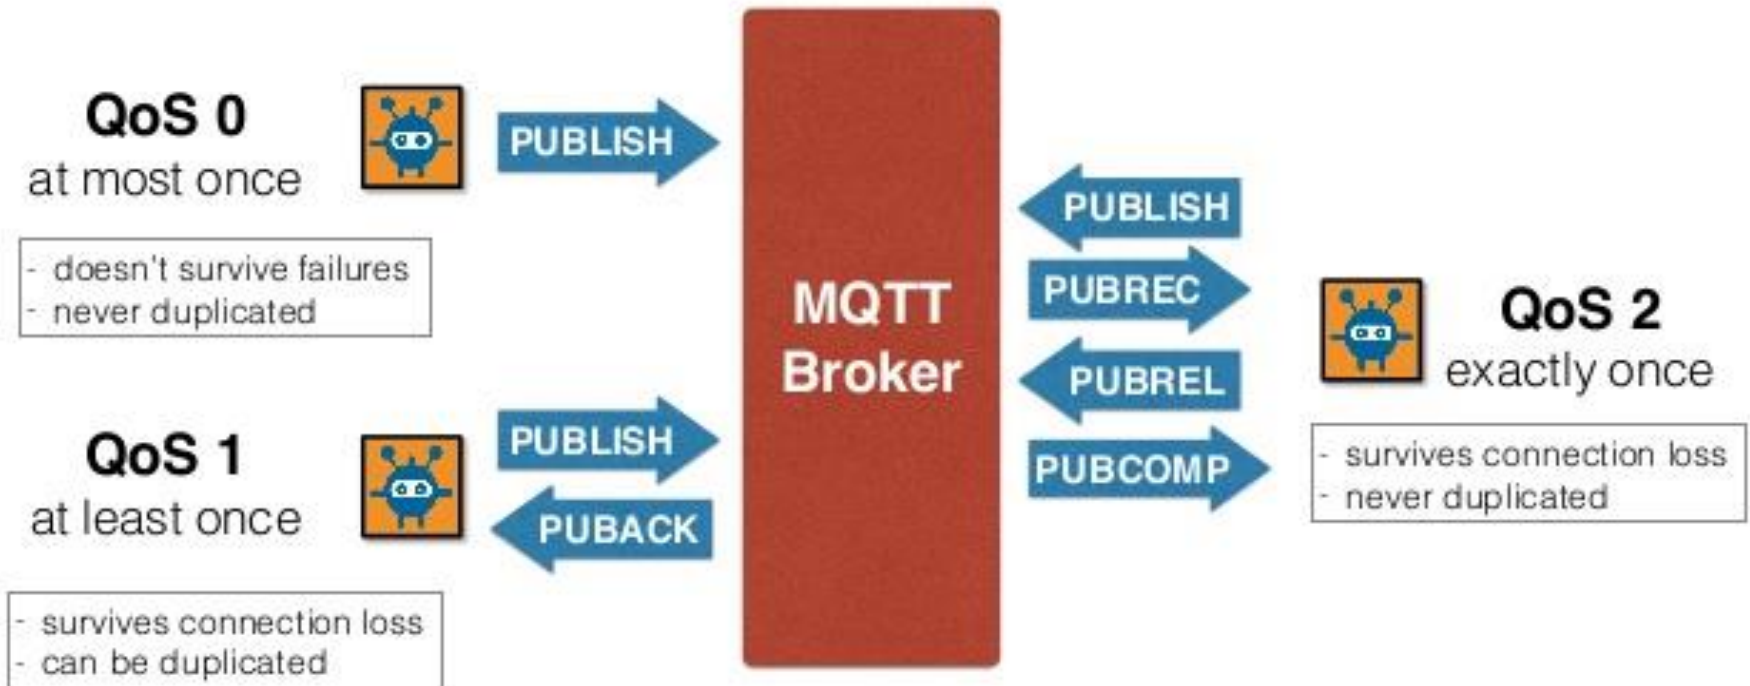 QoS 0
at most once
PUBLISH
- doesn't survive failures
- never duplicated
QoS 1
at least once
PUBLISH
PUBACK
- survives connection loss
- can be duplicated
MQTT
Broker
PUBLISH
PUBREC
PUBREL
PUBCOMP
QoS 2
exactly once
- survives connection loss
- never duplicated